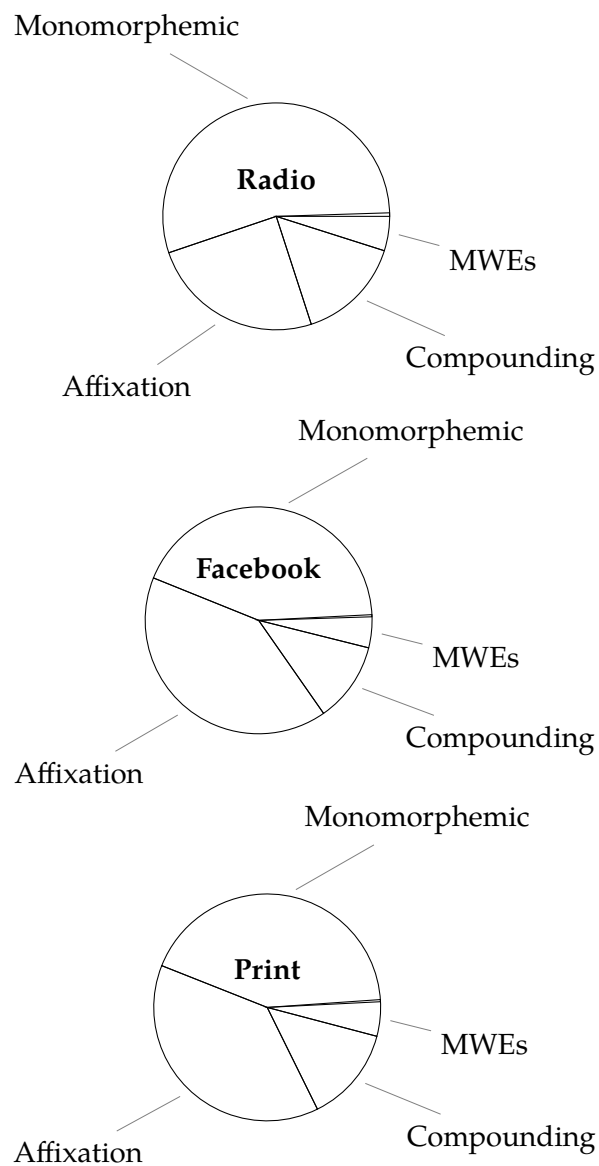 Monomorphemic
Radio
MWEs
Compounding
Affixation
Monomorphemic
Facebook
MWEs
Compounding
Affixation
Monomorphemic
Print
MWEs
Compounding
Affixation